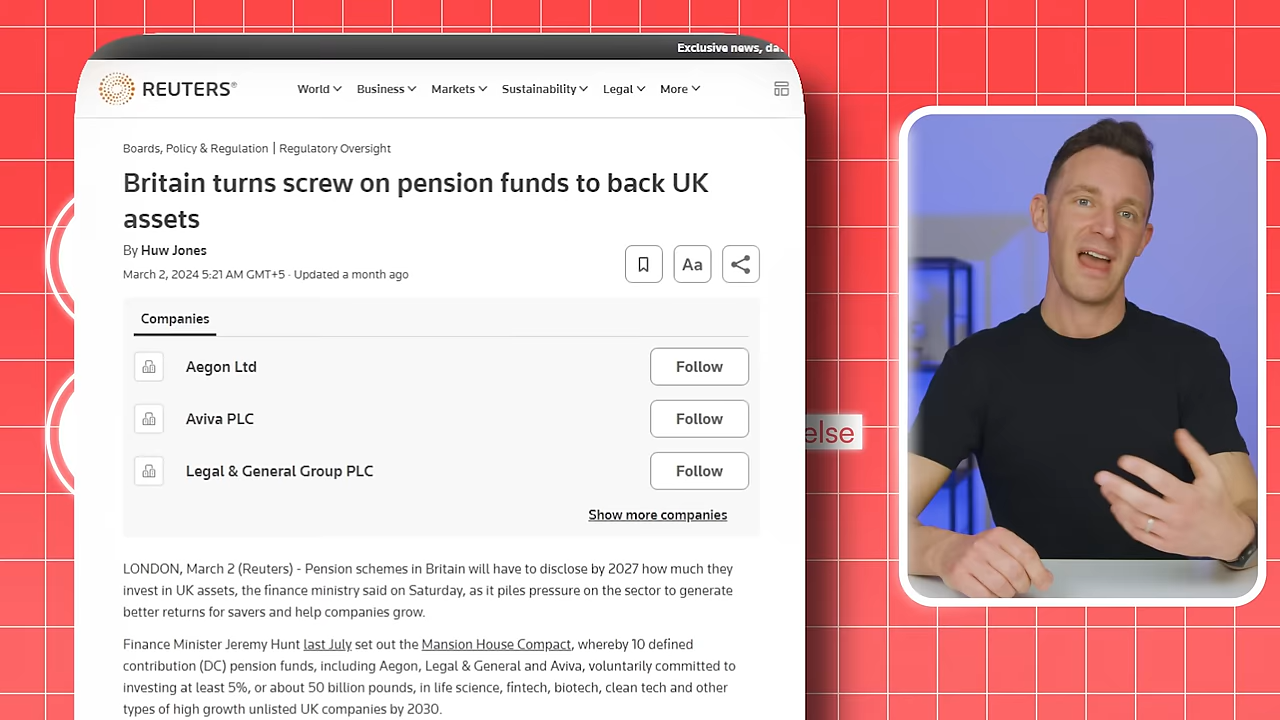 Exclusive news, da
REUTERS®
World Business Markets Sustainability Legal More
Boards, Policy & Regulation | Regulatory Oversight
Britain turns screw on pension funds to back UK
assets
By Huw Jones
March 2, 2024 5:21 AM GMT+5 · Updated a month ago
Aa
Companies
Aegon Ltd Follow
Aviva PLC Follow
Legal & General Group PLC Follow
Show more companies
else
LONDON, March 2 (Reuters) - Pension schemes in Britain will have to disclose by 2027 how much they
invest in UK assets, the finance ministry said on Saturday, as it piles pressure on the sector to generate
better returns for savers and help companies grow.
Finance Minister Jeremy Hunt last July set out the Mansion House Compact, whereby 10 defined
contribution (DC) pension funds, including Aegon, Legal & General and Aviva, voluntarily committed to
investing at least 5%, or about 50 billion pounds, in life science, fintech, biotech, clean tech and other
types of high growth unlisted UK companies by 2030.